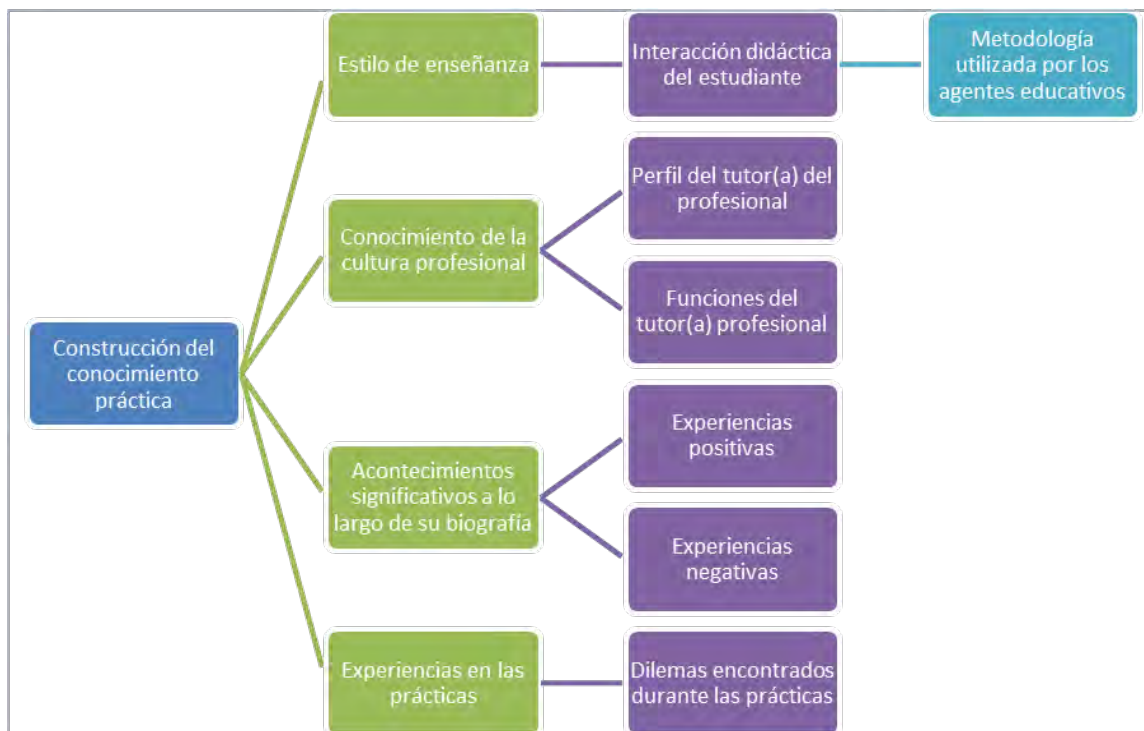 Estilo de enseñanza
Interacción didáctica
del estudiante
Metodología
utilizada por los
agentes educativos
Conocimiento de la
cultura profesional
Perfil del tutor(a) del
profesional
Funciones del
tutor(a) profesional
Construcción del
conocimiento
práctica
Acontecimientos
significativos a lo
largo de su biografía
Experiencias
positivas
Experiencias
negativas
Experiencias en las
prácticas
Dilemas encontrados
durante las prácticas